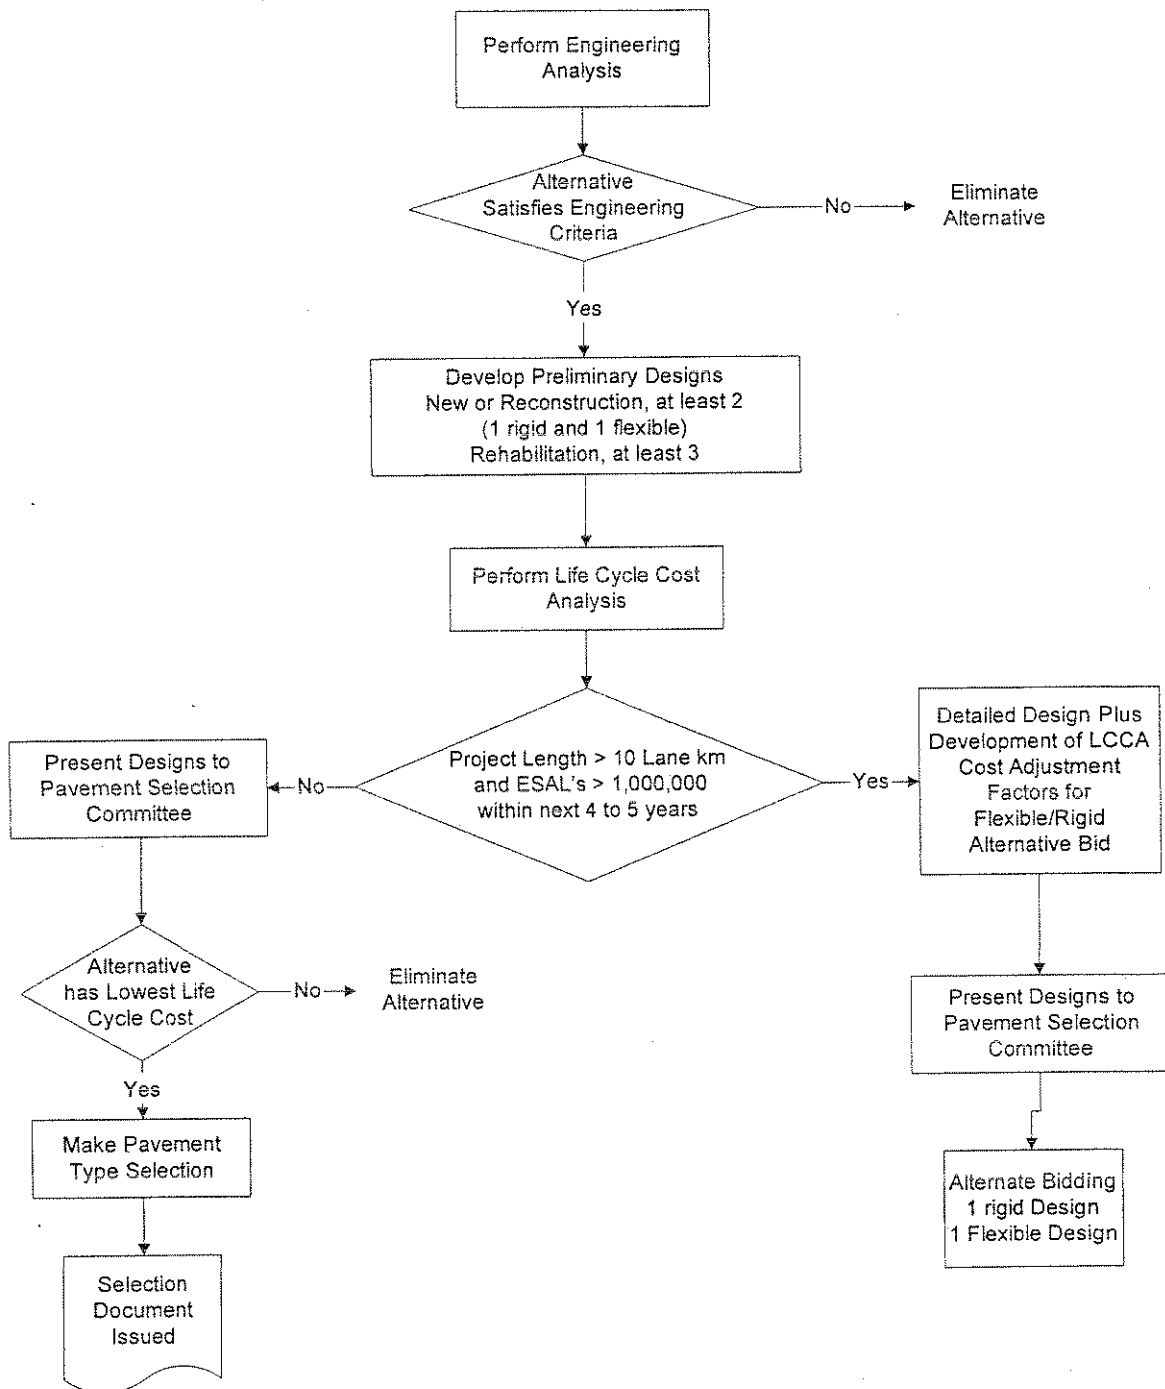 Perform Engineering
Analysis
Alternative
Satisfies Engineering
Criteria
No
Eliminate
Alternative
Yes
Develop Preliminary Designs
New or Reconstruction, at least 2
(1 rigid and 1 flexible)
Rehabilitation, at least 3
Perform Life Cycle Cost
Analysis
Project Length > 10 Lane km
and ESAL's > 1,000,000
within next 4 to 5 years
No
Present Designs to
Pavement Selection
Committee
Alternative
has Lowest Life
Cycle Cost
No
Eliminate
Alternative
Yes
Make Pavement
Type Selection
Selection
Document
Issued
Yes
Detailed Design Plus
Development of LCCA
Cost Adjustment
Factors for
Flexible/Rigid
Alternative Bid
Present Designs to
Pavement Selection
Committee
Alternate Bidding
1 rigid Design
1 Flexible Design